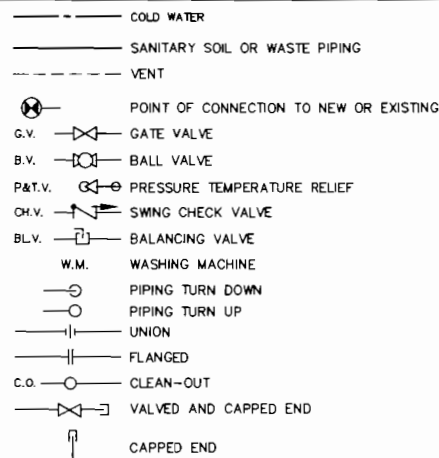 COLD WATER
SANITARY SOIL OR WASTE PIPING
VENT
POINT OF CONNECTION TO NEW OR EXISTING
G.V. GATE VALVE
B.V. BALL VALVE
P&T.V. PRESSURE TEMPERATURE RELIEF
CH.V. SWING CHECK VALVE
BL.V. BALANCING VALVE
W.M. WASHING MACHINE
PIPING TURN DOWN
PIPING TURN UP
UNION
FLANGED
C.O. CLEAN-OUT
VALVED AND CAPPED END
CAPPED END